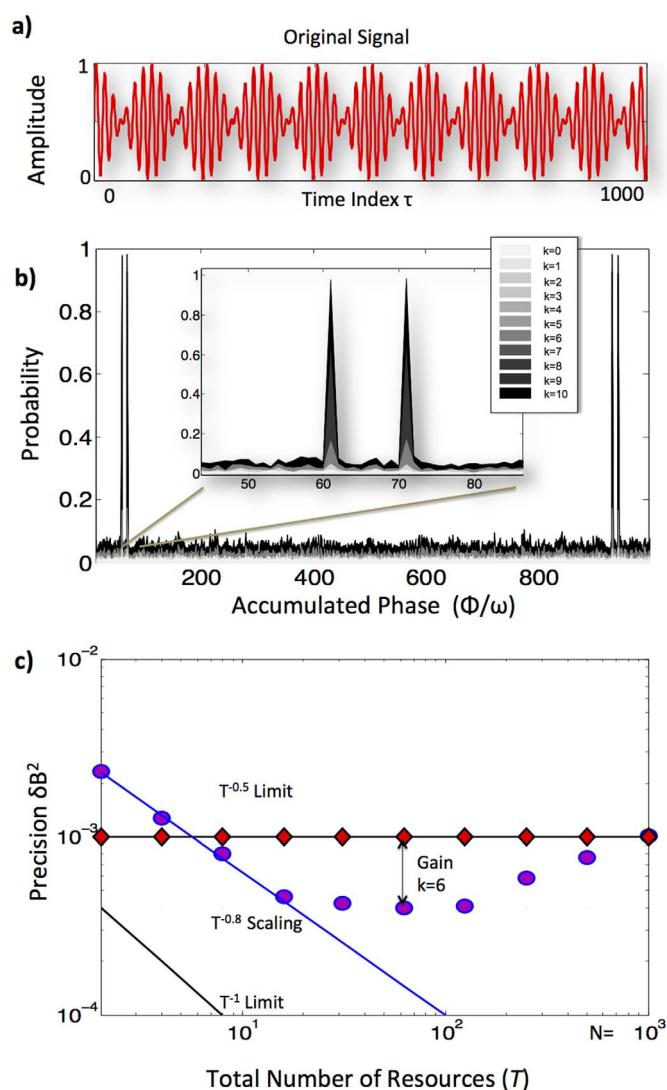 a)
Original Signal
1
Amplitude
0
0
Time Index τ
1000
b)
1
0.8
0.6
0.4
0.2
0
Probability
1
0.8
0.6
0.4
0.2
0
50
60
70
80
k=0
k=1
k=2
k=3
k=4
k=5
k=6
k=7
k=8
k=9
k=10
200
400
600
800
Accumulated Phase (Φ/ω)
c)
10⁻²
10⁻³
10⁻⁴
Precision δB²
T⁻⁰·⁵ Limit
Gain
k=6
T⁻⁰·⁸ Scaling
T⁻¹ Limit
10¹
10²
N=
10³
Total Number of Resources (T)